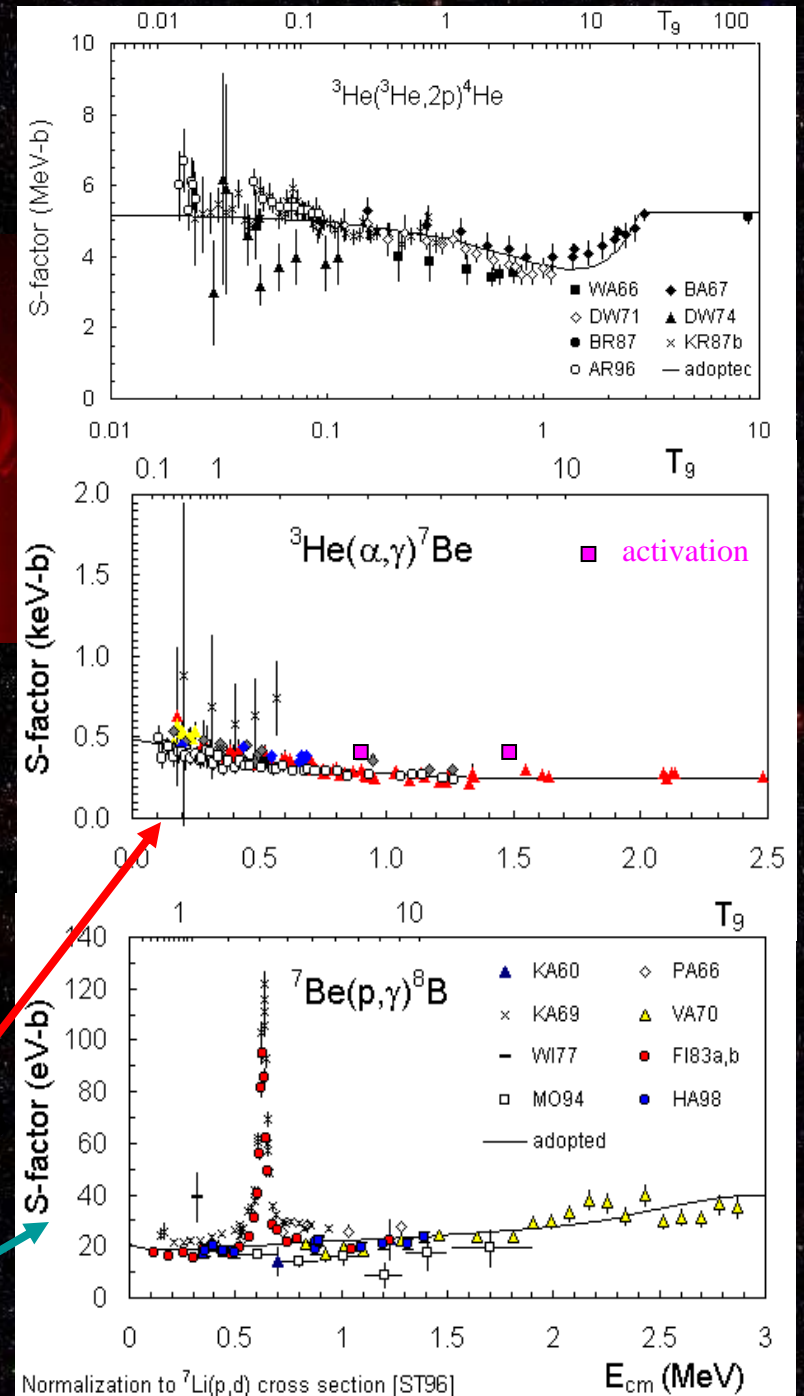 0.01 0.1 1 10 T₉ 100
10
³He(³He,2p)⁴He
8
6
4
2
0
S-factor (MeV-b)
■ WA66 ◆ BA67
◇ DW71 ▲ DW74
● BR87 × KR87b
○ AR96 — adopted
0.01 0.1 1 10
0.1 1 10 T₉
2.0
³He(α,γ)⁷Be
activation
1.5
1.0
0.5
0.0
S-factor (keV-b)
0.0 0.5 1.0 1.5 2.0 2.5
1 10 T₉
140
⁷Be(p,γ)⁸B
120
100
80
60
40
20
0
S-factor (eV-b)
▲ KA60 ◇ PA66
× KA69 △ VA70
– WI77 ● FI83a,b
□ MO94 ● HA98
— adopted
0 0.5 1 1.5 2 2.5 3
Normalization to ⁷Li(p,d) cross section [ST96] E_cm (MeV)